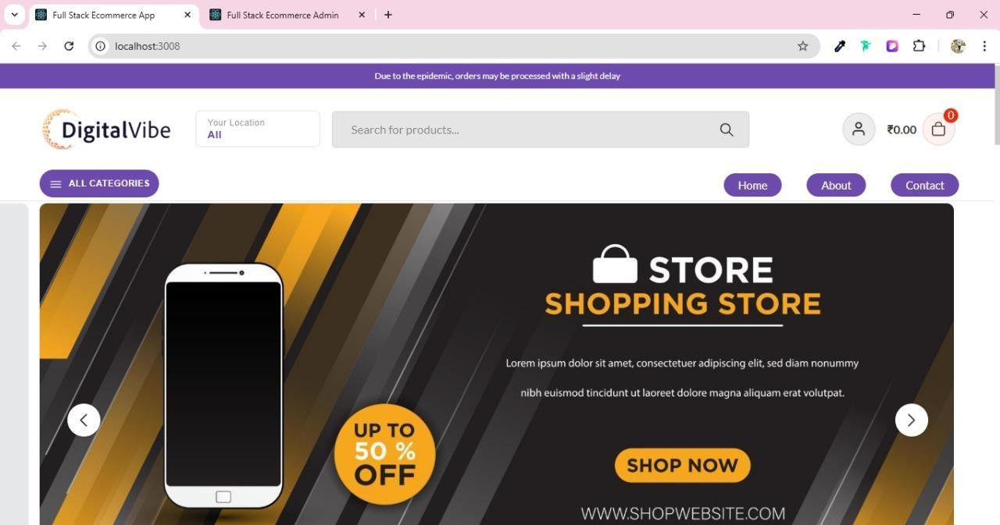 Full Stack Ecommerce App
Full Stack Ecommerce Admin
localhost:3008
Due to the epidemic, orders may be processed with a slight delay
DigitalVibe
Your Location
All
Search for products...
₹0.00
0
ALL CATEGORIES
Home
About
Contact
STORE
SHOPPING STORE
Lorem ipsum dolor sit amet, consectetuer adipiscing elit, sed diam nonummy
nibh euismod tincidunt ut laoreet dolore magna aliquam erat volutpat.
UP TO
50 %
OFF
SHOP NOW
WWW.SHOPWEBSITE.COM